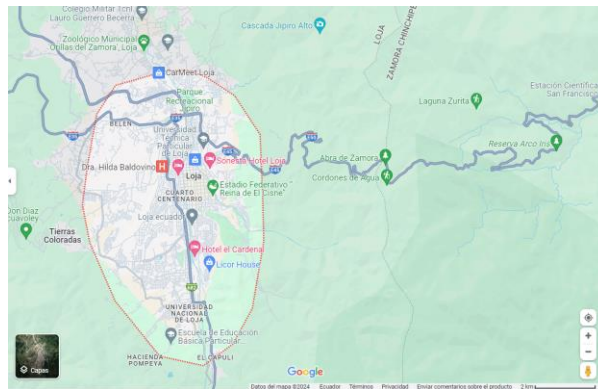 Colegio Militar Tcnl.
Lauro Guerrero Becerra
Zoológico Municipal
Orillas del Zamora, Loja
Cascada Jipiro Alto
LOJA
ZAMORA CHINCHIPE
CarMees Loja
Parque
Recreacional
Jipiro
BELÉN
Universidad
Técnica
Particular
de Loja
Sonesta Hotel Loja
Dra. Hilda Baldovino
Loja
CUARTO
CENTENARIO
Estadio Federativo "
Reina de El Cisne"
Loja ecuador
Hotel el Cardenal
Licor House
UNIVERSIDAD
NACIONAL
DE LOJA
Escuela de Educación
Básica Particular...
HACIENDA
POMPEYA
EL CAPULI
Tierras
Coloradas
Laguna Zurita
Estación Científica
San Francisco
Reserva Arco Iris
Abra de Zamora
Cordones de Agua
Capas
Google
Datos del mapa ©2024 Ecuador Términos Privacidad Enviar comentarios sobre el producto 2 km